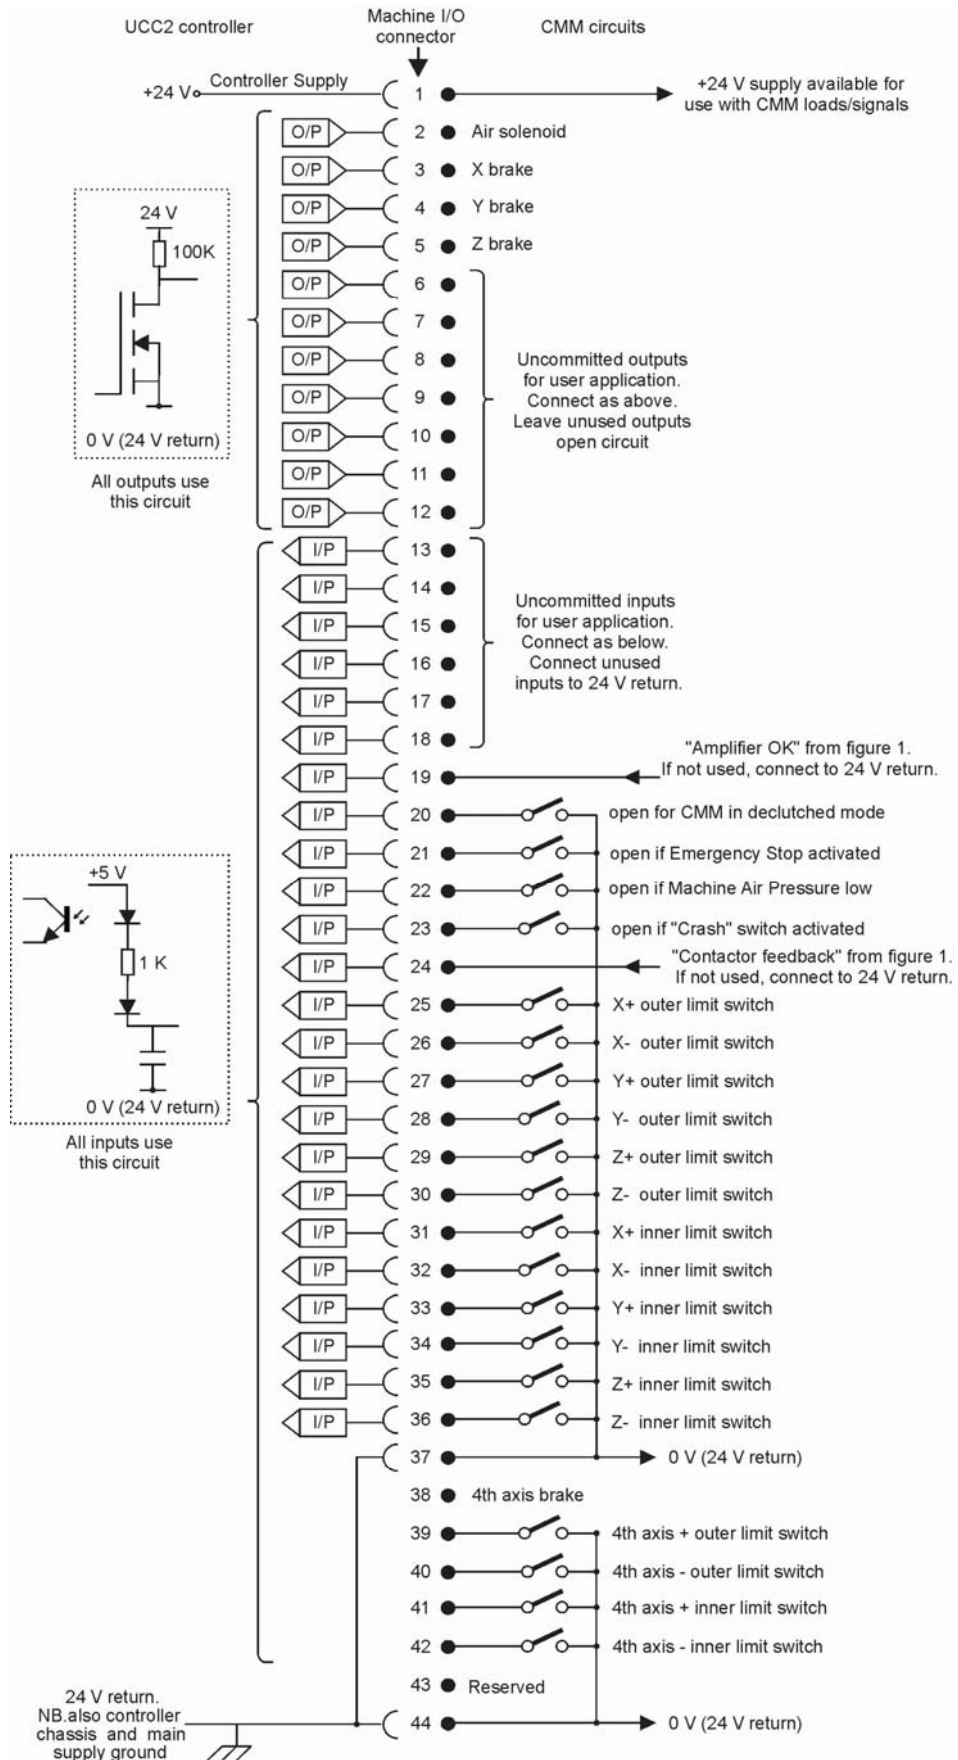 UCC2 controller
Machine I/O
connector
CMM circuits
+24 V
Controller Supply
1
+24 V supply available for
use with CMM loads/signals
O/P 2 Air solenoid
O/P 3 X brake
O/P 4 Y brake
O/P 5 Z brake
O/P 6
O/P 7
O/P 8
O/P 9
O/P 10
O/P 11
O/P 12
24 V
100K
0 V (24 V return)
All outputs use
this circuit
Uncommitted outputs
for user application.
Connect as above.
Leave unused outputs
open circuit
I/P 13
I/P 14
I/P 15
I/P 16
I/P 17
I/P 18
Uncommitted inputs
for user application.
Connect as below.
Connect unused
inputs to 24 V return.
I/P 19
"Amplifier OK" from figure 1.
If not used, connect to 24 V return.
I/P 20 open for CMM in declutched mode
I/P 21 open if Emergency Stop activated
I/P 22 open if Machine Air Pressure low
I/P 23 open if "Crash" switch activated
I/P 24
"Contactor feedback" from figure 1.
If not used, connect to 24 V return.
+5 V
1 K
0 V (24 V return)
All inputs use
this circuit
I/P 25 X+ outer limit switch
I/P 26 X- outer limit switch
I/P 27 Y+ outer limit switch
I/P 28 Y- outer limit switch
I/P 29 Z+ outer limit switch
I/P 30 Z- outer limit switch
I/P 31 X+ inner limit switch
I/P 32 X- inner limit switch
I/P 33 Y+ inner limit switch
I/P 34 Y- inner limit switch
I/P 35 Z+ inner limit switch
I/P 36 Z- inner limit switch
37 0 V (24 V return)
38 4th axis brake
39 4th axis + outer limit switch
40 4th axis - outer limit switch
41 4th axis + inner limit switch
42 4th axis - inner limit switch
43 Reserved
44 0 V (24 V return)
24 V return.
NB.also controller
chassis and main
supply ground